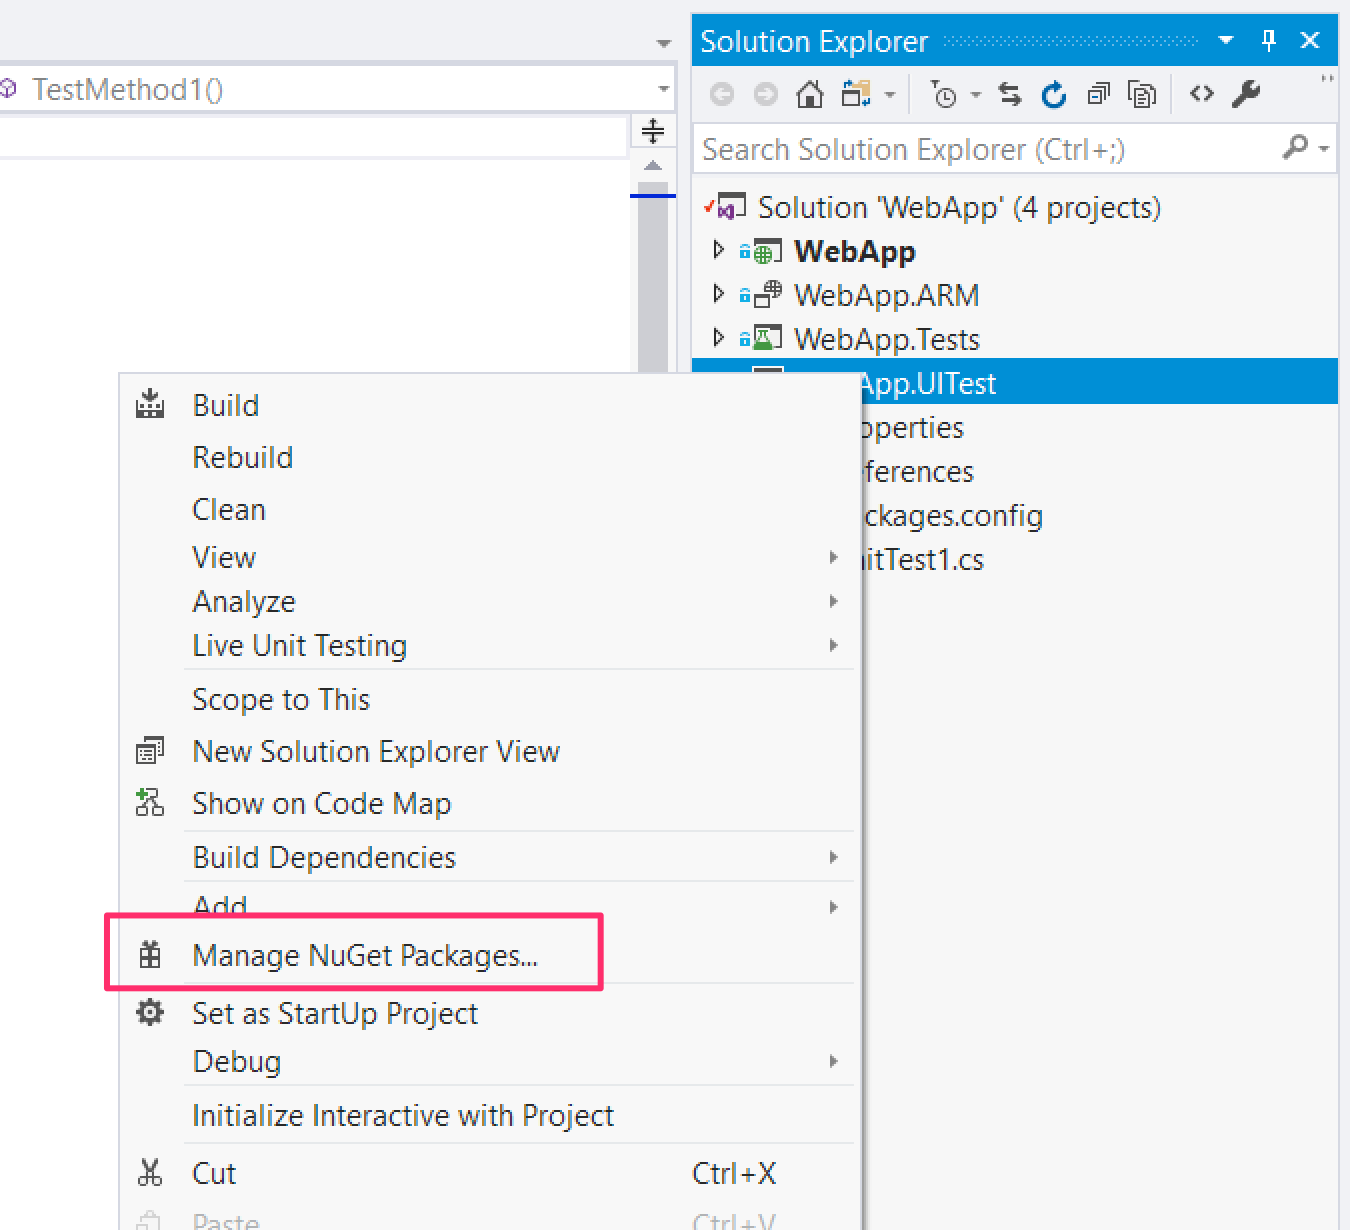 Solution Explorer
TestMethod1()
Search Solution Explorer (Ctrl+;)
Solution 'WebApp' (4 projects)
WebApp
WebApp.ARM
WebApp.Tests
App.UITest
operties
ferences
ckages.config
itTest1.cs
Build
Rebuild
Clean
View
Analyze
Live Unit Testing
Scope to This
New Solution Explorer View
Show on Code Map
Build Dependencies
Add
Manage NuGet Packages...
Set as StartUp Project
Debug
Initialize Interactive with Project
Cut Ctrl+X
Paste Ctrl+V